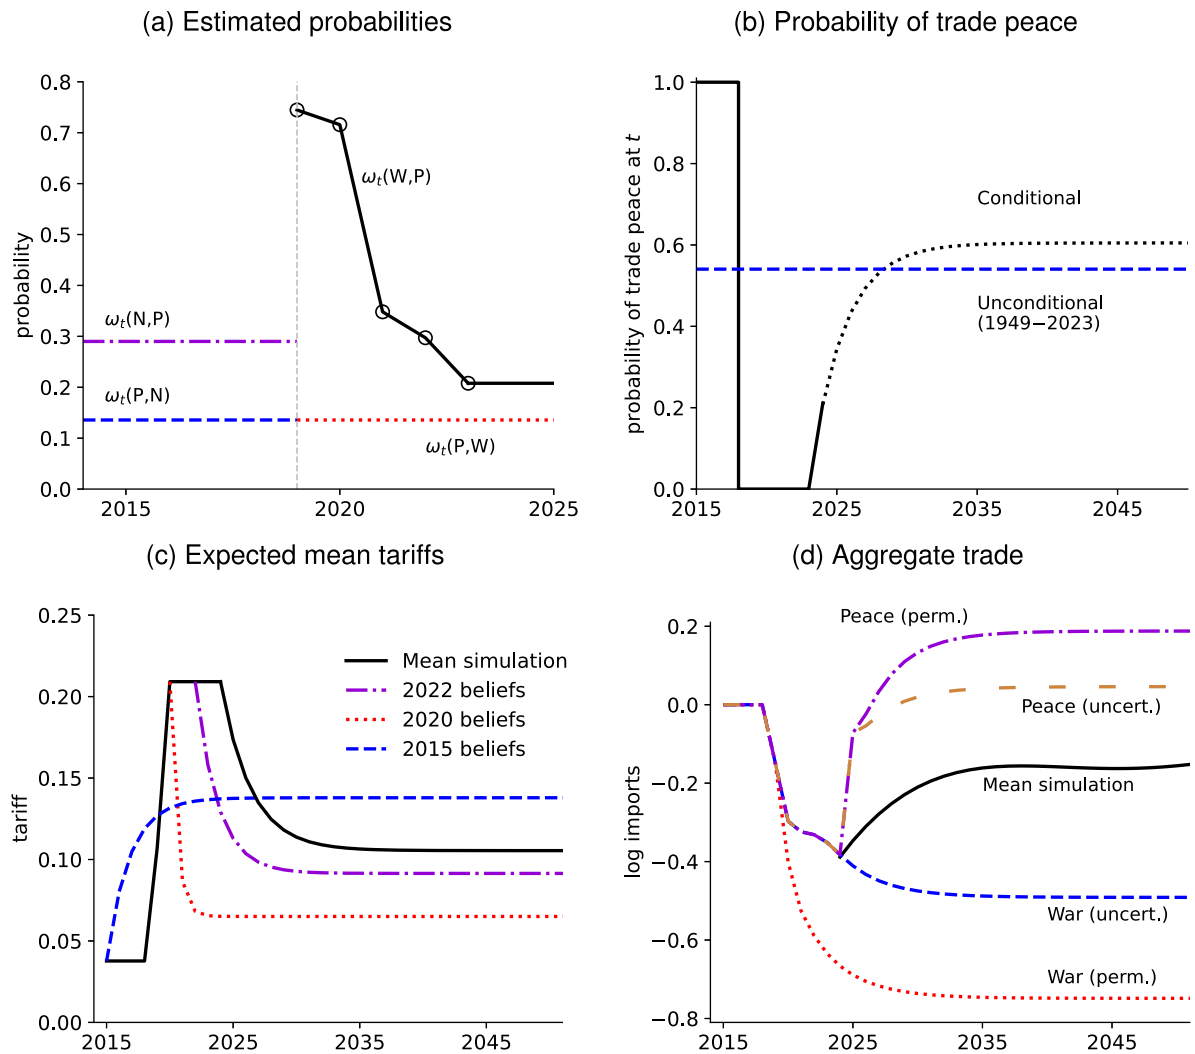 (a) Estimated probabilities
0.8
0.7
0.6
0.5
0.4
0.3
0.2
0.1
0.0
probability
ωt(W,P)
ωt(N,P)
ωt(P,N)
ωt(P,W)
2015
2020
2025
(b) Probability of trade peace
1.0
0.8
0.6
0.4
0.2
0.0
probability of trade peace at t
Conditional
Unconditional
(1949−2023)
2015
2025
2035
2045
(c) Expected mean tariffs
0.25
0.20
0.15
0.10
0.05
0.00
tariff
Mean simulation
2022 beliefs
2020 beliefs
2015 beliefs
2015
2025
2035
2045
(d) Aggregate trade
0.2
0.0
−0.2
−0.4
−0.6
−0.8
log imports
Peace (perm.)
Peace (uncert.)
Mean simulation
War (uncert.)
War (perm.)
2015
2025
2035
2045